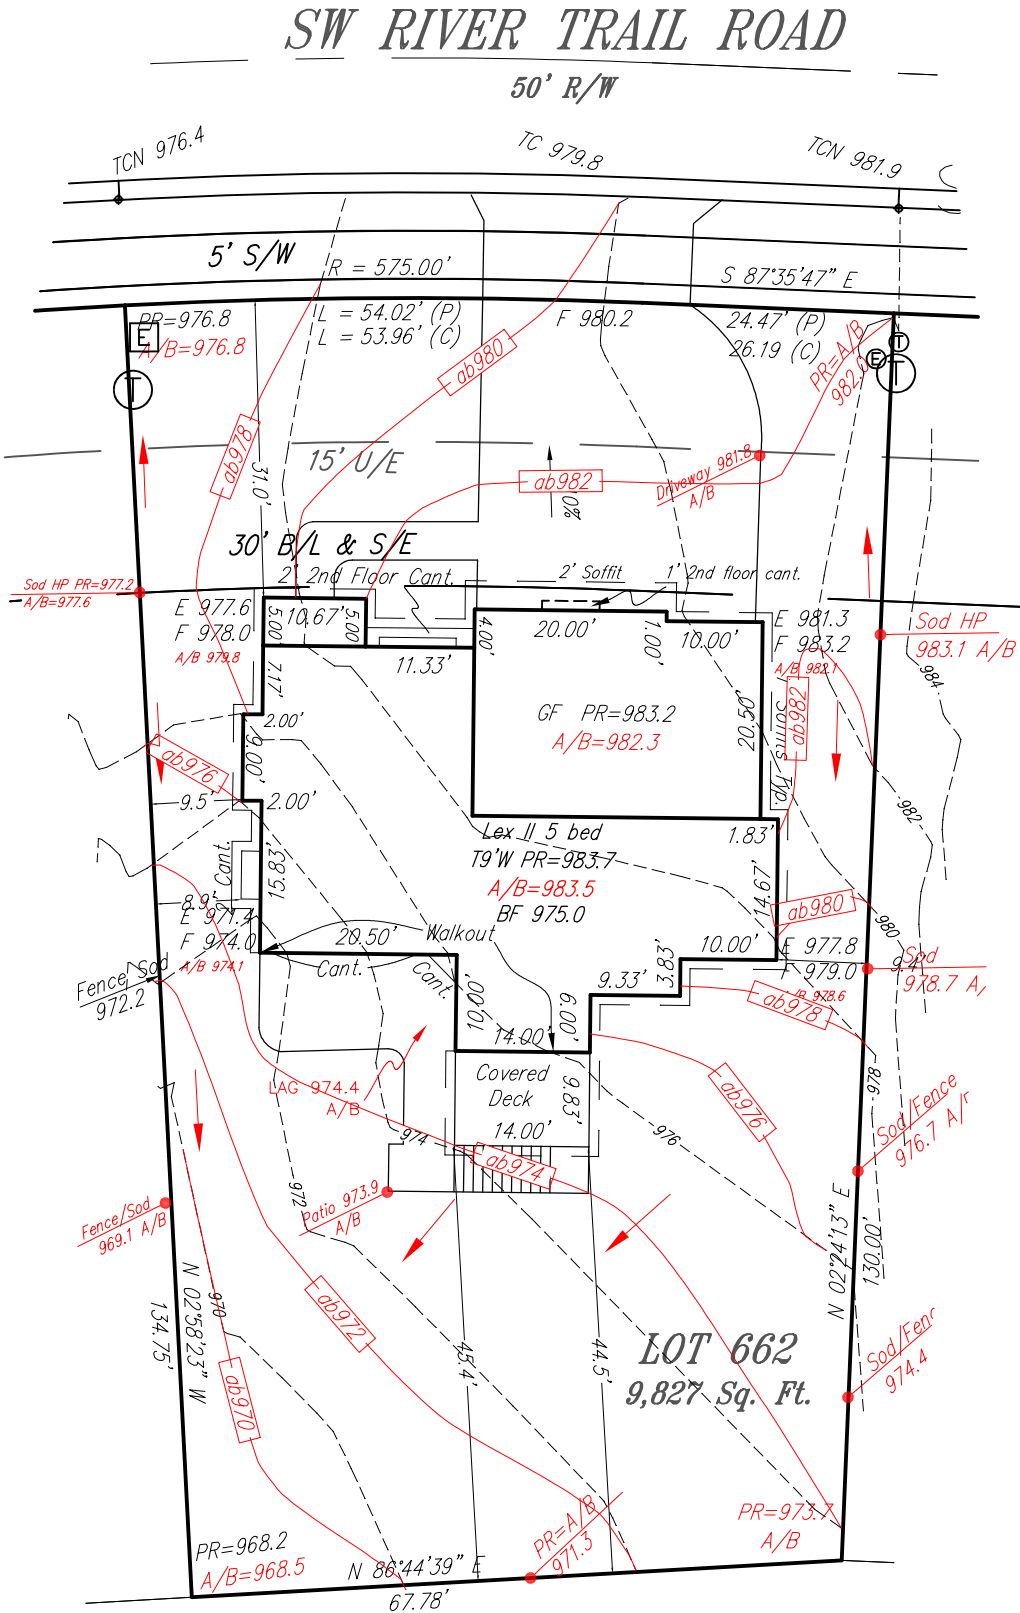 SW RIVER TRAIL ROAD
50' R/W
TCN 976.4
TC 979.8
TCN 981.9
5' S/W
R = 575.00'
S 87°35'47" E
PR=976.8
A/B=976.8
E
T
L = 54.02' (P)
L = 53.96' (C)
F 980.2
24.47' (P)
26.19 (C)
PR=A/B
982.0
T
E
T
ab980
ab978
31.0'
15' U/E
ab982
10%
Driveway 981.8
A/B
30' B/L & S/E
2' 2nd Floor Cant.
2' Soffit
1' 2nd floor cant.
Sod HP PR=977.2
A/B=977.6
E 977.6
F 978.0
A/B 979.8
5.00
10.67'
5.00
11.33'
4.00'
20.00'
1.00'
10.00'
E 981.3
F 983.2
A/B 982.1
Sod HP
983.1 A/B
984
7.17'
2.00'
GF PR=983.2
A/B=982.3
20.50'
Soffits Typ.
ab982
9.00'
ab976
9.5'
2.00'
982
Lex II 5 bed
T9'W PR=983.7
A/B=983.5
BF 975.0
1.83'
14.67'
15.83'
Cant.
8.9'
E 971.4
F 974.0
A/B 974.1
20.50'
Walkout
Cant.
Cant.
ab980
980
10.00'
E 977.8
F 979.0
A/B 978.6
9.4'
Sod
978.7 A/
Fence/Sod
972.2
10.00'
9.33'
3.83'
6.00'
ab978
14.00'
Covered
Deck
9.83'
14.00'
LAG 974.4
A/B
974
ab974
976
ab976
978
Sod/Fence
976.7 A/
972
Patio 973.9
A/B
Fence/Sod
969.1 A/B
N 02°58'23" W
134.75'
970
ab970
ab972
45.4'
44.5'
N 02°24'13" E
130.00'
LOT 662
9,827 Sq. Ft.
Sod/Fenc
974.4
PR=968.2
A/B=968.5
N 86°44'39" E
67.78'
PR=A/B
971.3
PR=973.7
A/B